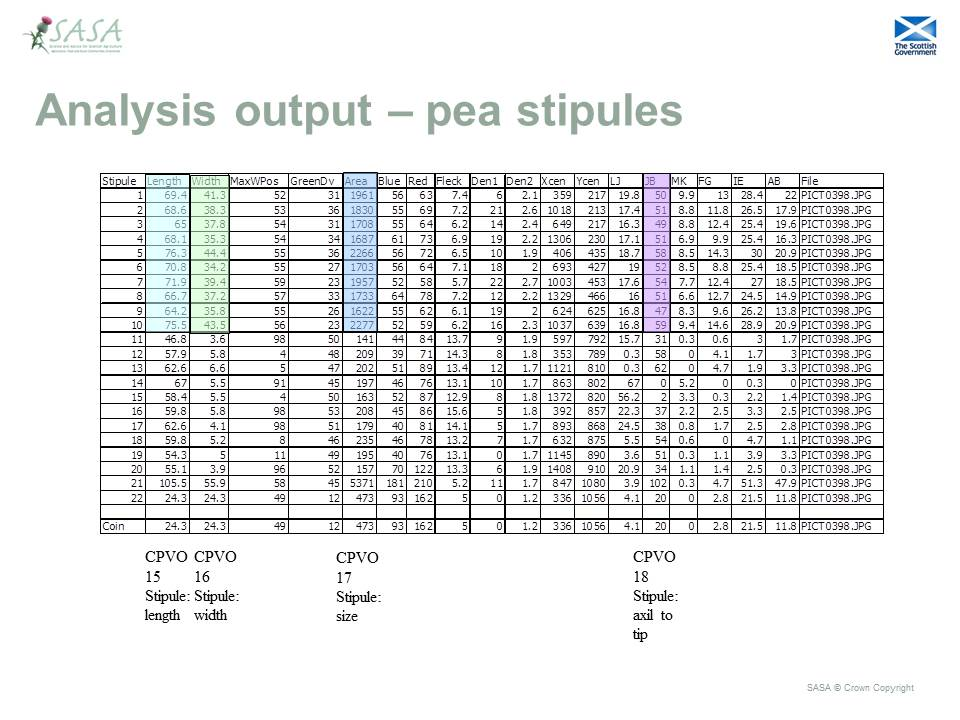 SASA
The Scottish
Government
Analysis output – pea stipules
Stipule Length Width MaxWPos GreenDv Area Blue Red Fleck Den1 Den2 Xcen Ycen LJ JB MK FG IE AB File
1 69.4 41.3 52 31 1961 56 63 7.4 6 2.1 359 217 19.8 50 9.9 13 28.4 22 PICT0398.JPG
2 68.6 38.3 53 36 1830 55 69 7.2 21 2.6 1018 213 17.4 51 8.8 11.8 26.5 17.9 PICT0398.JPG
3 65 37.8 54 31 1708 55 64 6.2 14 2.4 649 217 16.3 49 8.8 12.4 25.4 19.6 PICT0398.JPG
4 68.1 35.3 54 34 1687 61 73 6.9 19 2.2 1306 230 17.1 51 6.9 9.9 25.4 16.3 PICT0398.JPG
5 76.3 44.4 55 36 2266 56 72 6.5 10 1.9 406 435 18.7 58 8.5 14.3 30 20.9 PICT0398.JPG
6 70.8 34.2 55 27 1703 56 64 7.1 18 2 693 427 19 52 8.5 8.8 25.4 18.5 PICT0398.JPG
7 71.9 39.4 59 23 1957 52 58 5.7 22 2.7 1003 453 17.6 54 7.7 12.4 27 18.5 PICT0398.JPG
8 66.7 37.2 57 33 1733 64 78 7.2 12 2.2 1329 466 16 51 6.6 12.7 24.5 14.9 PICT0398.JPG
9 64.2 35.8 55 26 1622 55 62 6.1 19 2 624 625 16.8 47 8.3 9.6 26.2 13.8 PICT0398.JPG
10 75.5 43.5 56 23 2277 52 59 6.2 16 2.3 1037 639 16.8 59 9.4 14.6 28.9 20.9 PICT0398.JPG
11 46.8 3.6 98 50 141 44 84 13.7 9 1.9 597 792 15.7 31 0.3 0.6 3 1.7 PICT0398.JPG
12 57.9 5.8 4 48 209 39 71 14.3 8 1.8 353 789 0.3 58 0 4.1 1.7 3 PICT0398.JPG
13 62.6 6.6 5 47 202 51 89 13.4 12 1.7 1121 810 0.3 62 0 4.7 1.9 3.3 PICT0398.JPG
14 67 5.5 91 45 197 46 76 13.1 10 1.7 863 802 67 0 5.2 0 0.3 0 PICT0398.JPG
15 58.4 5.5 4 50 163 52 87 12.9 8 1.8 1372 820 56.2 2 3.3 0.3 2.2 1.4 PICT0398.JPG
16 59.8 5.8 98 53 208 45 86 15.6 5 1.8 392 857 22.3 37 2.2 2.5 3.3 2.5 PICT0398.JPG
17 62.6 4.1 98 51 179 40 81 14.1 5 1.7 893 868 24.5 38 0.8 1.7 2.5 2.8 PICT0398.JPG
18 59.8 5.2 8 46 235 46 78 13.2 7 1.7 632 875 5.5 54 0.6 0 4.7 1.1 PICT0398.JPG
19 54.3 5 11 49 195 40 76 13.1 0 1.7 1145 890 3.6 51 0.3 1.1 3.9 3.3 PICT0398.JPG
20 55.1 3.9 96 52 157 70 122 13.3 6 1.9 1408 910 20.9 34 1.1 1.4 2.5 0.3 PICT0398.JPG
21 105.5 55.9 58 45 5371 181 210 5.2 11 1.7 847 1080 3.9 102 0.3 4.7 51.3 47.9 PICT0398.JPG
22 24.3 24.3 49 12 473 93 162 5 0 1.2 336 1056 4.1 20 0 2.8 21.5 11.8 PICT0398.JPG
Coin 24.3 24.3 49 12 473 93 162 5 0 1.2 336 1056 4.1 20 0 2.8 21.5 11.8 PICT0398.JPG
CPVO
15
Stipule:
length
CPVO
16
Stipule:
width
CPVO
17
Stipule:
size
CPVO
18
Stipule:
axil to
tip
SASA © Crown Copyright